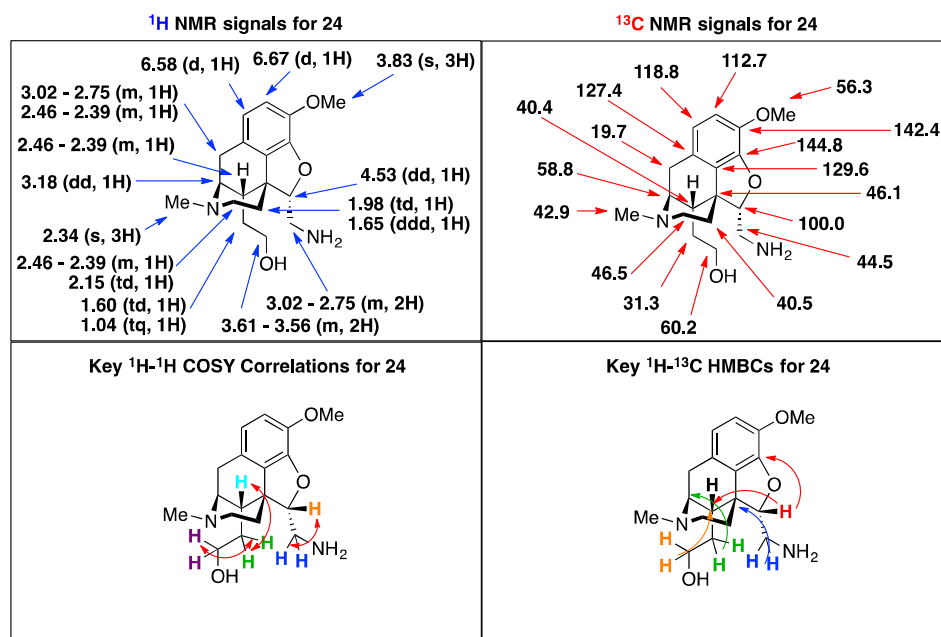 ¹H NMR signals for 24
6.58 (d, 1H)
6.67 (d, 1H)
3.83 (s, 3H)
3.02 - 2.75 (m, 1H)
2.46 - 2.39 (m, 1H)
OMe
2.46 - 2.39 (m, 1H)
H
O
3.18 (dd, 1H)
4.53 (dd, 1H)
Me
N
1.98 (td, 1H)
1.65 (ddd, 1H)
2.34 (s, 3H)
NH₂
OH
2.46 - 2.39 (m, 1H)
2.15 (td, 1H)
1.60 (td, 1H)
1.04 (tq, 1H)
3.02 - 2.75 (m, 2H)
3.61 - 3.56 (m, 2H)
¹³C NMR signals for 24
118.8
112.7
127.4
56.3
40.4
OMe
142.4
19.7
144.8
H
O
129.6
58.8
46.1
42.9
Me
N
100.0
NH₂
46.5
OH
44.5
31.3
40.5
60.2
Key ¹H-¹H COSY Correlations for 24
OMe
O
H
H
Me
N
H
H
H
H
H
H
NH₂
OH
Key ¹H-¹³C HMBCs for 24
OMe
O
H
H
Me
N
H
H
H
H
H
H
NH₂
OH